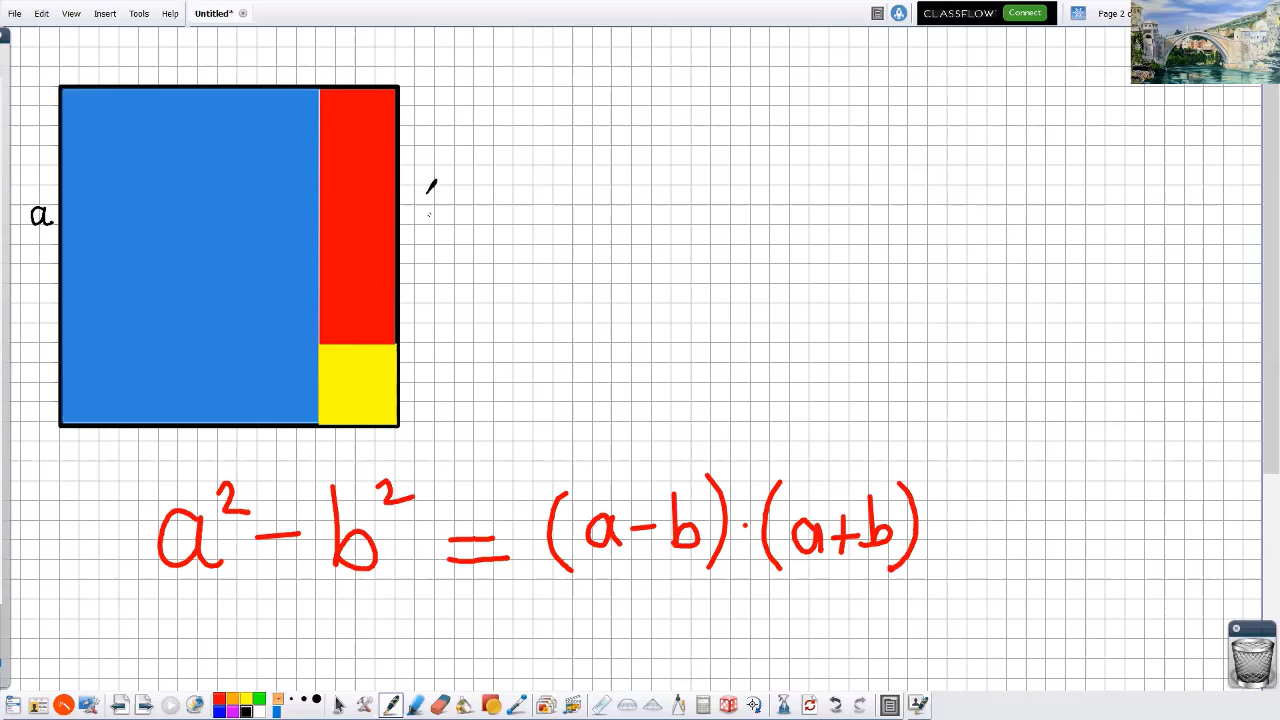 File Edit View Insert Tools Help Untitled*
CLASSFLOW Connect Page 2
a
a² - b² = (a-b)·(a+b)